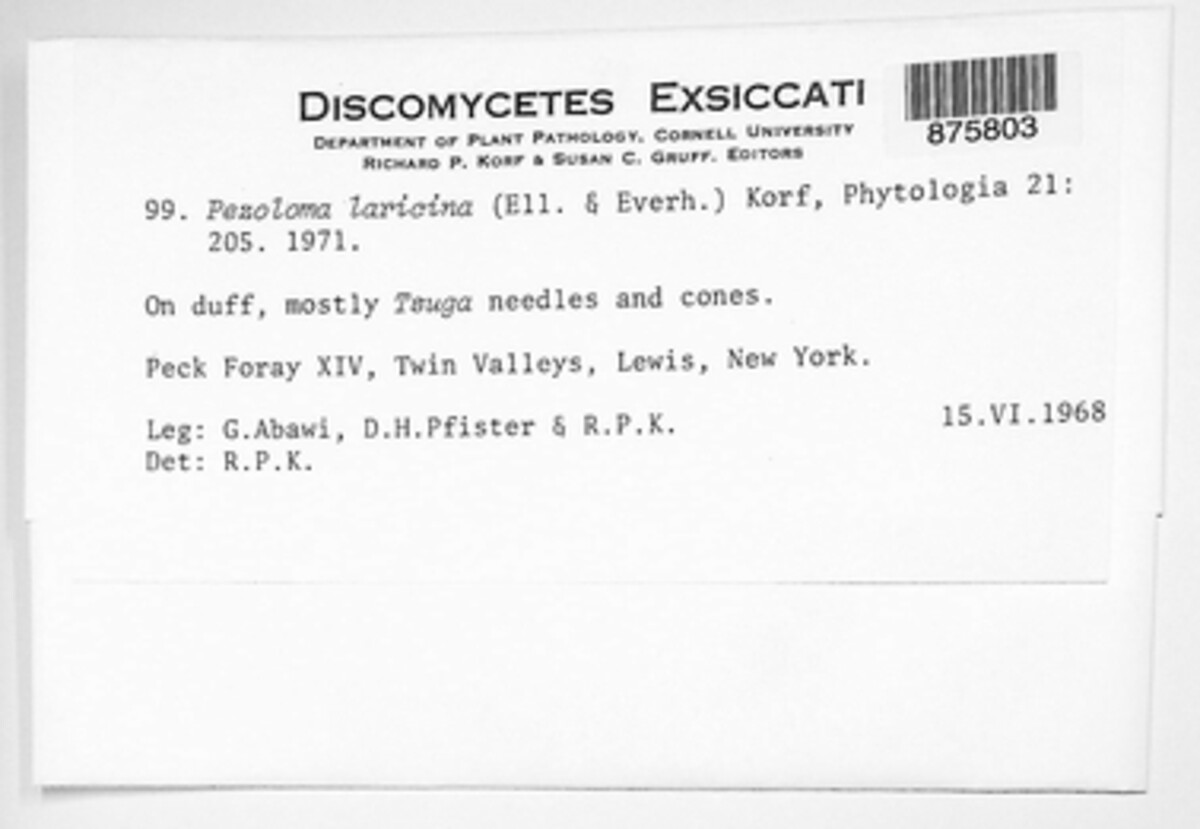 DISCOMYCETES EXSICCATI
875803
DEPARTMENT OF PLANT PATHOLOGY, CORNELL UNIVERSITY
RICHARD P. KORF & SUSAN C. GRUFF, EDITORS
99. Pezoloma laricina (Ell. & Everh.) Korf, Phytologia 21:
205. 1971.
On duff, mostly Tsuga needles and cones.
Peck Foray XIV, Twin Valleys, Lewis, New York.
Leg: G.Abawi, D.H.Pfister & R.P.K. 15.VI.1968
Det: R.P.K.